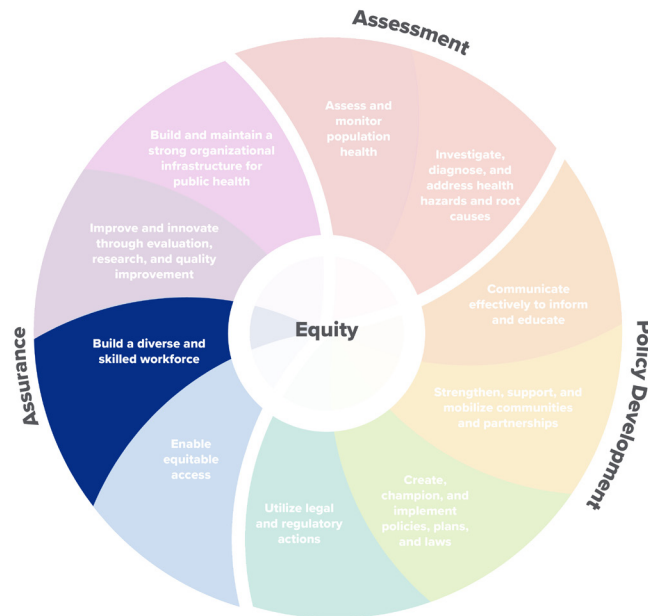 Assessment
Assess and
monitor
population
health
Investigate,
diagnose, and
address health
hazards and root
causes
Policy Development
Communicate
effectively to inform
and educate
Strengthen, support, and
mobilize communities
and partnerships
Create,
champion, and
implement
policies, plans,
and laws
Utilize legal
and regulatory
actions
Assurance
Enable
equitable
access
Build a diverse and
skilled workforce
Improve and innovate
through evaluation,
research, and quality
improvement
Build and maintain a
strong organizational
infrastructure for
public health
Equity